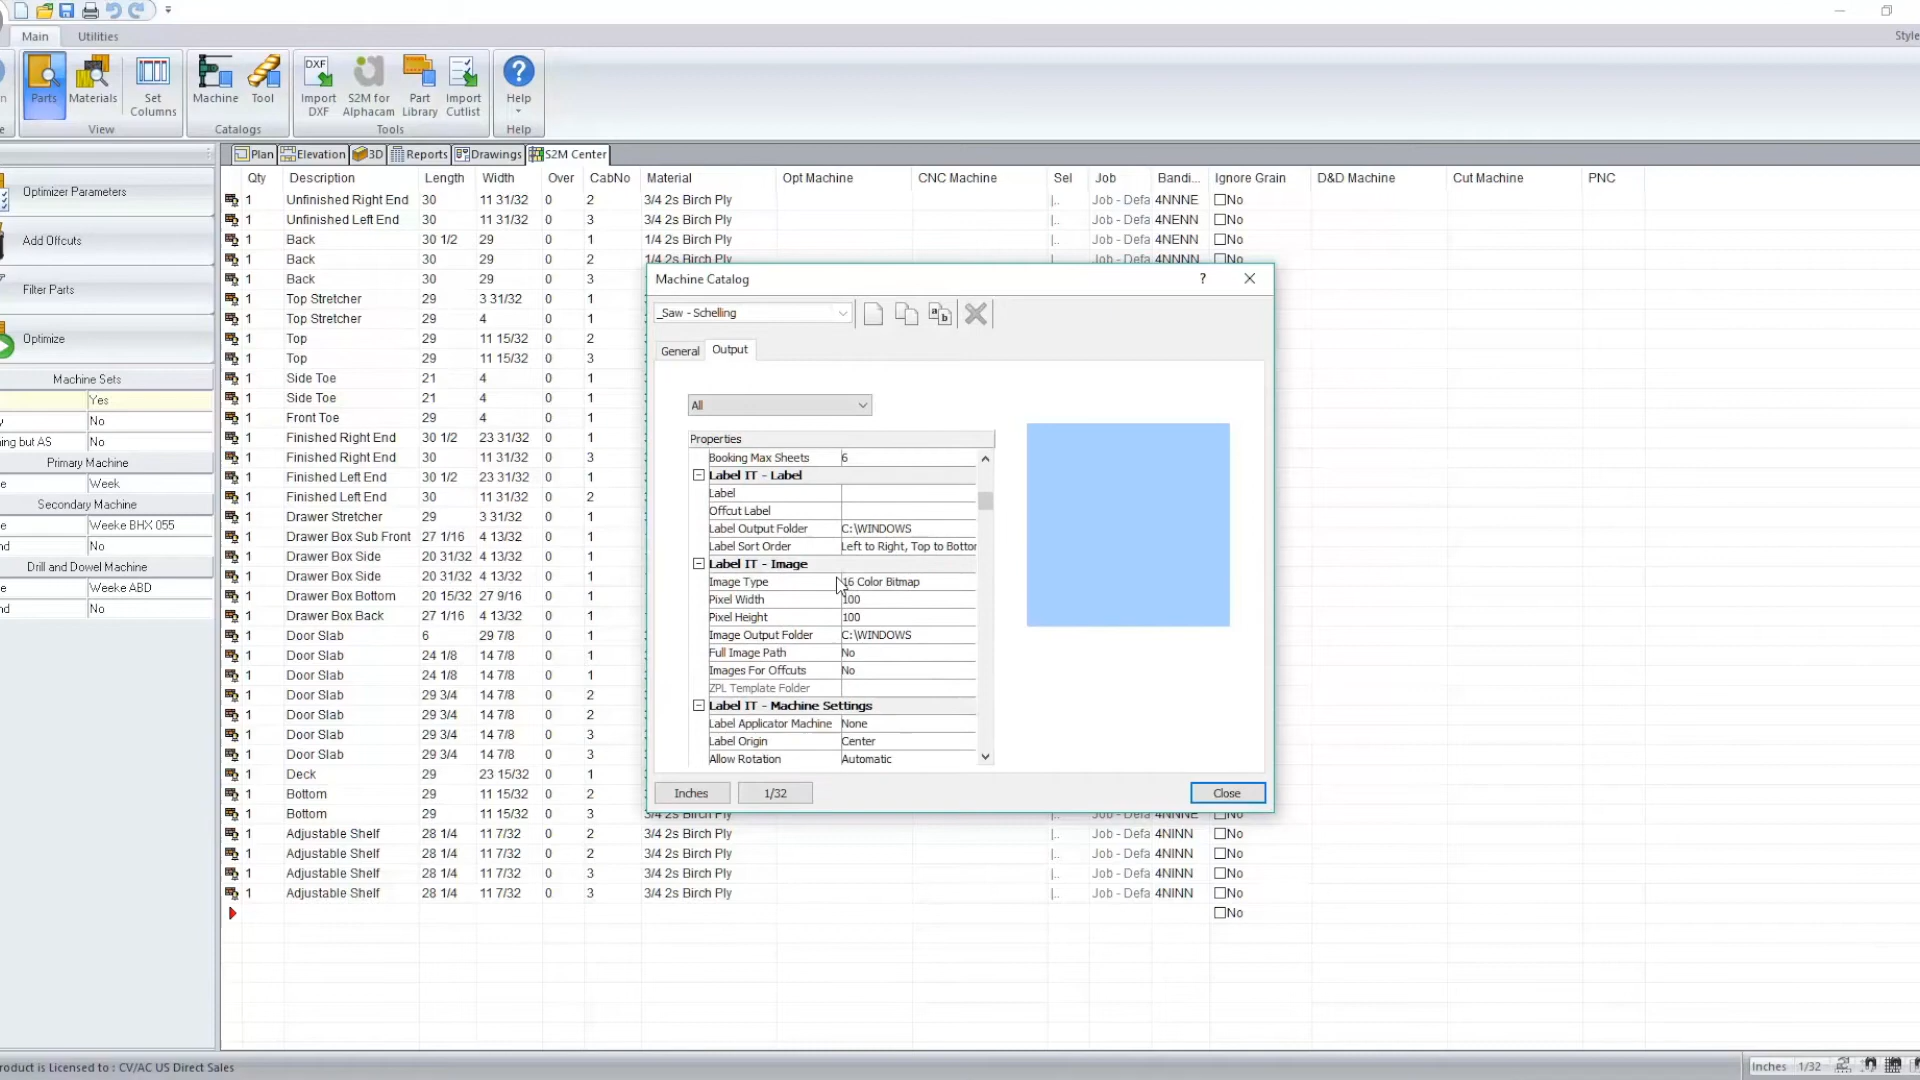 Main Utilities
Style
Parts Materials Set Columns Machine Tool DXF Import DXF S2M for Alphacam Part Library Import Cutlist Help
View Catalogs Tools Help
Plan Elevation 3D Reports Drawings S2M Center
Optimizer Parameters
Add Offcuts
Filter Parts
Optimize
Machine Sets
Yes
No
ning but AS No
Primary Machine
Week
Secondary Machine
Weeke BHX 055
No
Drill and Dowel Machine
Weeke ABD
No
Qty Description Length Width Over CabNo Material Opt Machine CNC Machine Sel Job Bandi... Ignore Grain D&D Machine Cut Machine PNC
1 Unfinished Right End 30 11 31/32 0 2 3/4 2s Birch Ply |.. Job - Defa 4NNNE No
1 Unfinished Left End 30 11 31/32 0 3 3/4 2s Birch Ply |.. Job - Defa 4NENN No
1 Back 30 1/2 29 0 1 1/4 2s Birch Ply |.. Job - Defa 4NENN No
1 Back 30 29 0 2 1/4 2s Birch Ply |.. Job - Defa 4NNNN No
1 Back 30 29 0 3
1 Top Stretcher 29 3 31/32 0 1
1 Top Stretcher 29 4 0 1
1 Top 29 11 15/32 0 2
1 Top 29 11 15/32 0 3
1 Side Toe 21 4 0 1
1 Side Toe 21 4 0 1
1 Front Toe 29 4 0 1
1 Finished Right End 30 1/2 23 31/32 0 1
1 Finished Right End 30 11 31/32 0 3
1 Finished Left End 30 1/2 23 31/32 0 1
1 Finished Left End 30 11 31/32 0 2
1 Drawer Stretcher 29 3 31/32 0 1
1 Drawer Box Sub Front 27 1/16 4 13/32 0 1
1 Drawer Box Side 20 31/32 4 13/32 0 1
1 Drawer Box Side 20 31/32 4 13/32 0 1
1 Drawer Box Bottom 20 15/32 27 9/16 0 1
1 Drawer Box Back 27 1/16 4 13/32 0 1
1 Door Slab 6 29 7/8 0 1
1 Door Slab 24 1/8 14 7/8 0 1
1 Door Slab 24 1/8 14 7/8 0 1
1 Door Slab 29 3/4 14 7/8 0 2
1 Door Slab 29 3/4 14 7/8 0 2
1 Door Slab 29 3/4 14 7/8 0 3
1 Door Slab 29 3/4 14 7/8 0 3
1 Deck 29 23 15/32 0 1
1 Bottom 29 11 15/32 0 2
1 Bottom 29 11 15/32 0 3 3/4 2s Birch Ply |.. Job - Defa 4NNNE No
1 Adjustable Shelf 28 1/4 11 7/32 0 2 3/4 2s Birch Ply |.. Job - Defa 4NINN No
1 Adjustable Shelf 28 1/4 11 7/32 0 2 3/4 2s Birch Ply |.. Job - Defa 4NINN No
1 Adjustable Shelf 28 1/4 11 7/32 0 3 3/4 2s Birch Ply |.. Job - Defa 4NINN No
1 Adjustable Shelf 28 1/4 11 7/32 0 3 3/4 2s Birch Ply |.. Job - Defa 4NINN No
No
Machine Catalog ?
_Saw - Schelling
General Output
All
Properties
Booking Max Sheets 6
Label IT - Label
Label
Offcut Label
Label Output Folder C:\WINDOWS
Label Sort Order Left to Right, Top to Bottor
Label IT - Image
Image Type 16 Color Bitmap
Pixel Width 100
Pixel Height 100
Image Output Folder C:\WINDOWS
Full Image Path No
Images For Offcuts No
ZPL Template Folder
Label IT - Machine Settings
Label Applicator Machine None
Label Origin Center
Allow Rotation Automatic
Inches 1/32 Close
roduct is Licensed to : CV/AC US Direct Sales
Inches 1/32